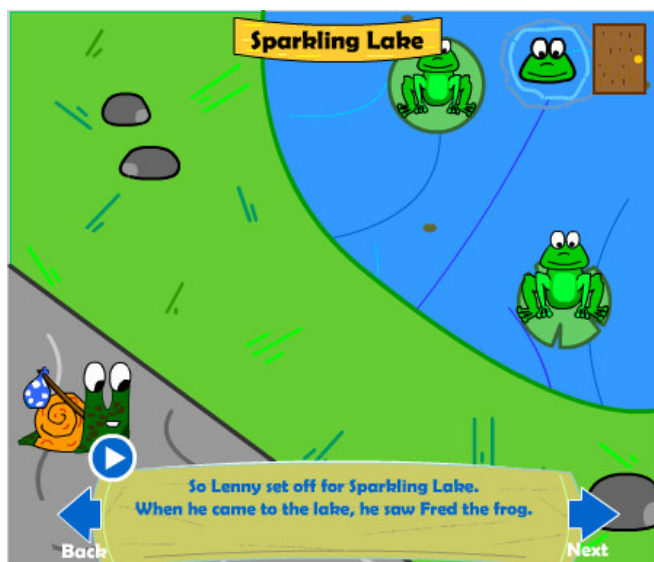 Sparkling Lake
So Lenny set off for Sparkling Lake.
When he came to the lake, he saw Fred the frog.
Back
Next